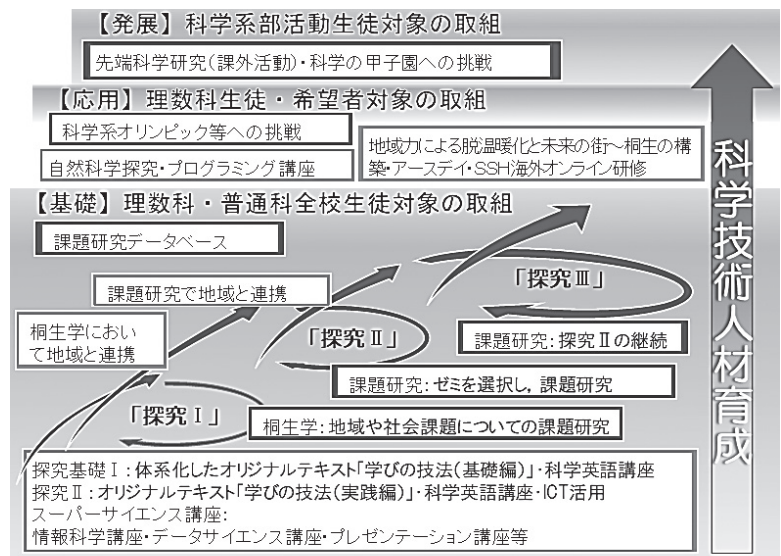 【発展】科学系部活動生徒対象の取組
先端科学研究(課外活動)・科学の甲子園への挑戦
【応用】理数科生徒・希望者対象の取組
科学系オリンピック等への挑戦
自然科学探究・プログラミング講座
地域力による脱温暖化と未来の街～桐生の構
築・アースデイ・SSH海外オンライン研修
【基礎】理数科・普通科全校生徒対象の取組
課題研究データベース
課題研究で地域と連携
桐生学におい
て地域と連携
「探究Ⅲ」
課題研究:探究Ⅱの継続
「探究Ⅱ」
課題研究:ゼミを選択し，課題研究
「探究Ⅰ」
桐生学:地域や社会課題についての課題研究
探究基礎Ⅰ:体系化したオリジナルテキスト「学びの技法(基礎編)」・科学英語講座
探究Ⅱ:オリジナルテキスト「学びの技法(実践編)」・科学英語講座・ICT活用
スーパーサイエンス講座:
情報科学講座・データサイエンス講座・プレゼンテーション講座等
科学技術人材育成